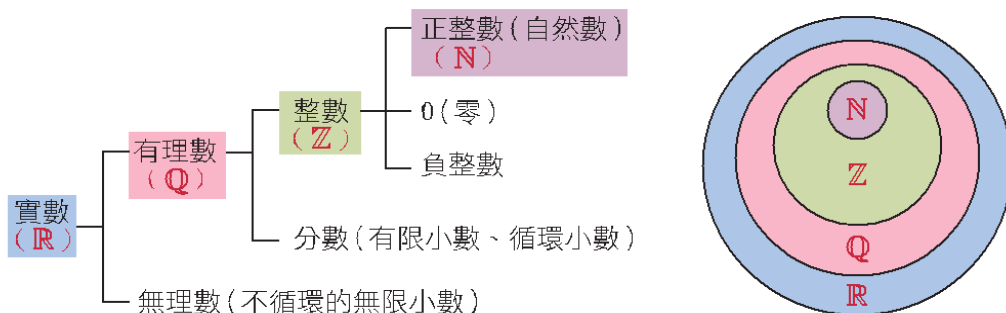 正整數(自然數)
(ℕ)
整數
(ℤ)
0(零)
有理數
(ℚ)
負整數
實數
(ℝ)
分數(有限小數、循環小數)
無理數(不循環的無限小數)
ℕ
ℤ
ℚ
ℝ